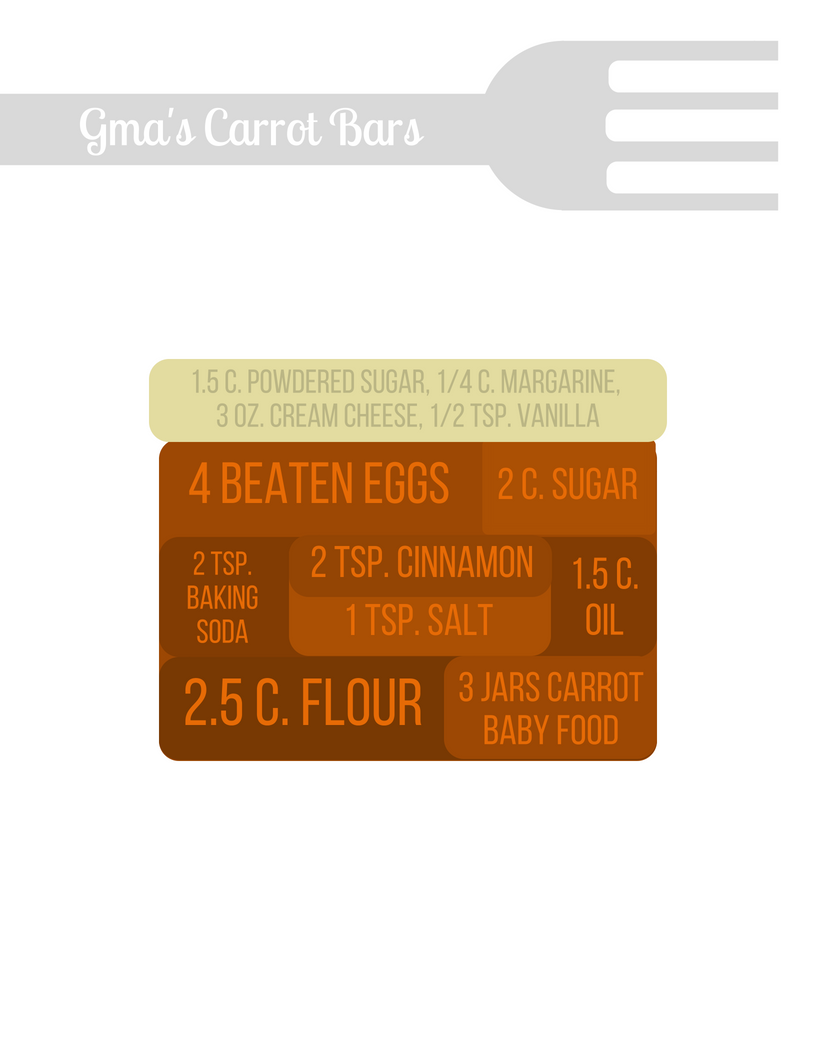 Gma's Carrot Bars
1.5 C. POWDERED SUGAR, 1/4 C. MARGARINE,
3 OZ. CREAM CHEESE, 1/2 TSP. VANILLA
4 BEATEN EGGS
2 C. SUGAR
2 TSP.
BAKING
SODA
2 TSP. CINNAMON
1 TSP. SALT
1.5 C.
OIL
2.5 C. FLOUR
3 JARS CARROT
BABY FOOD